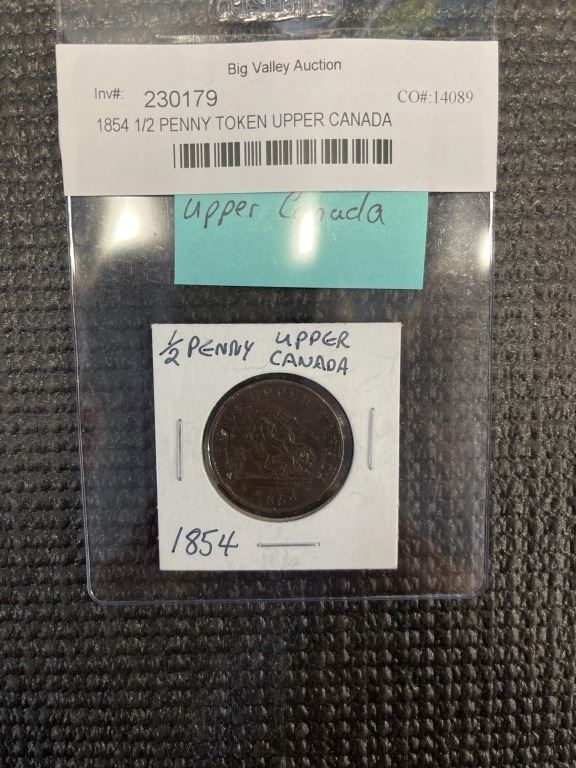 Big Valley Auction
Inv#: 230179 CO#:14089
1854 1/2 PENNY TOKEN UPPER CANADA
Upper Canada
1/2 PENNY UPPER
CANADA
1854
1854